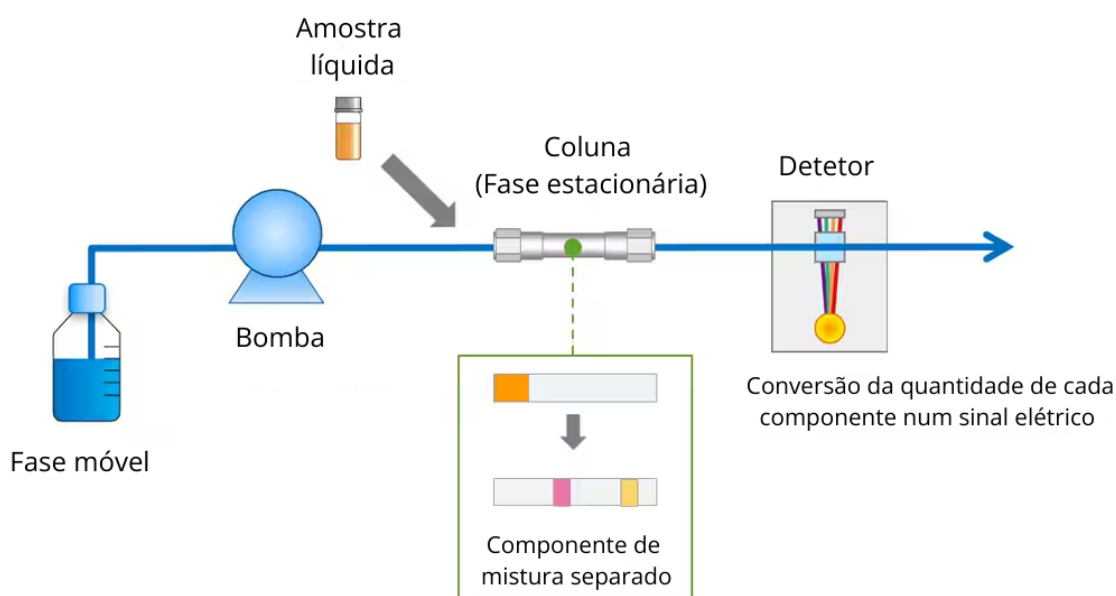 Amostra
líquida
Coluna
(Fase estacionária)
Detetor
Bomba
Fase móvel
Conversão da quantidade de cada
componente num sinal elétrico
Componente de
mistura separado